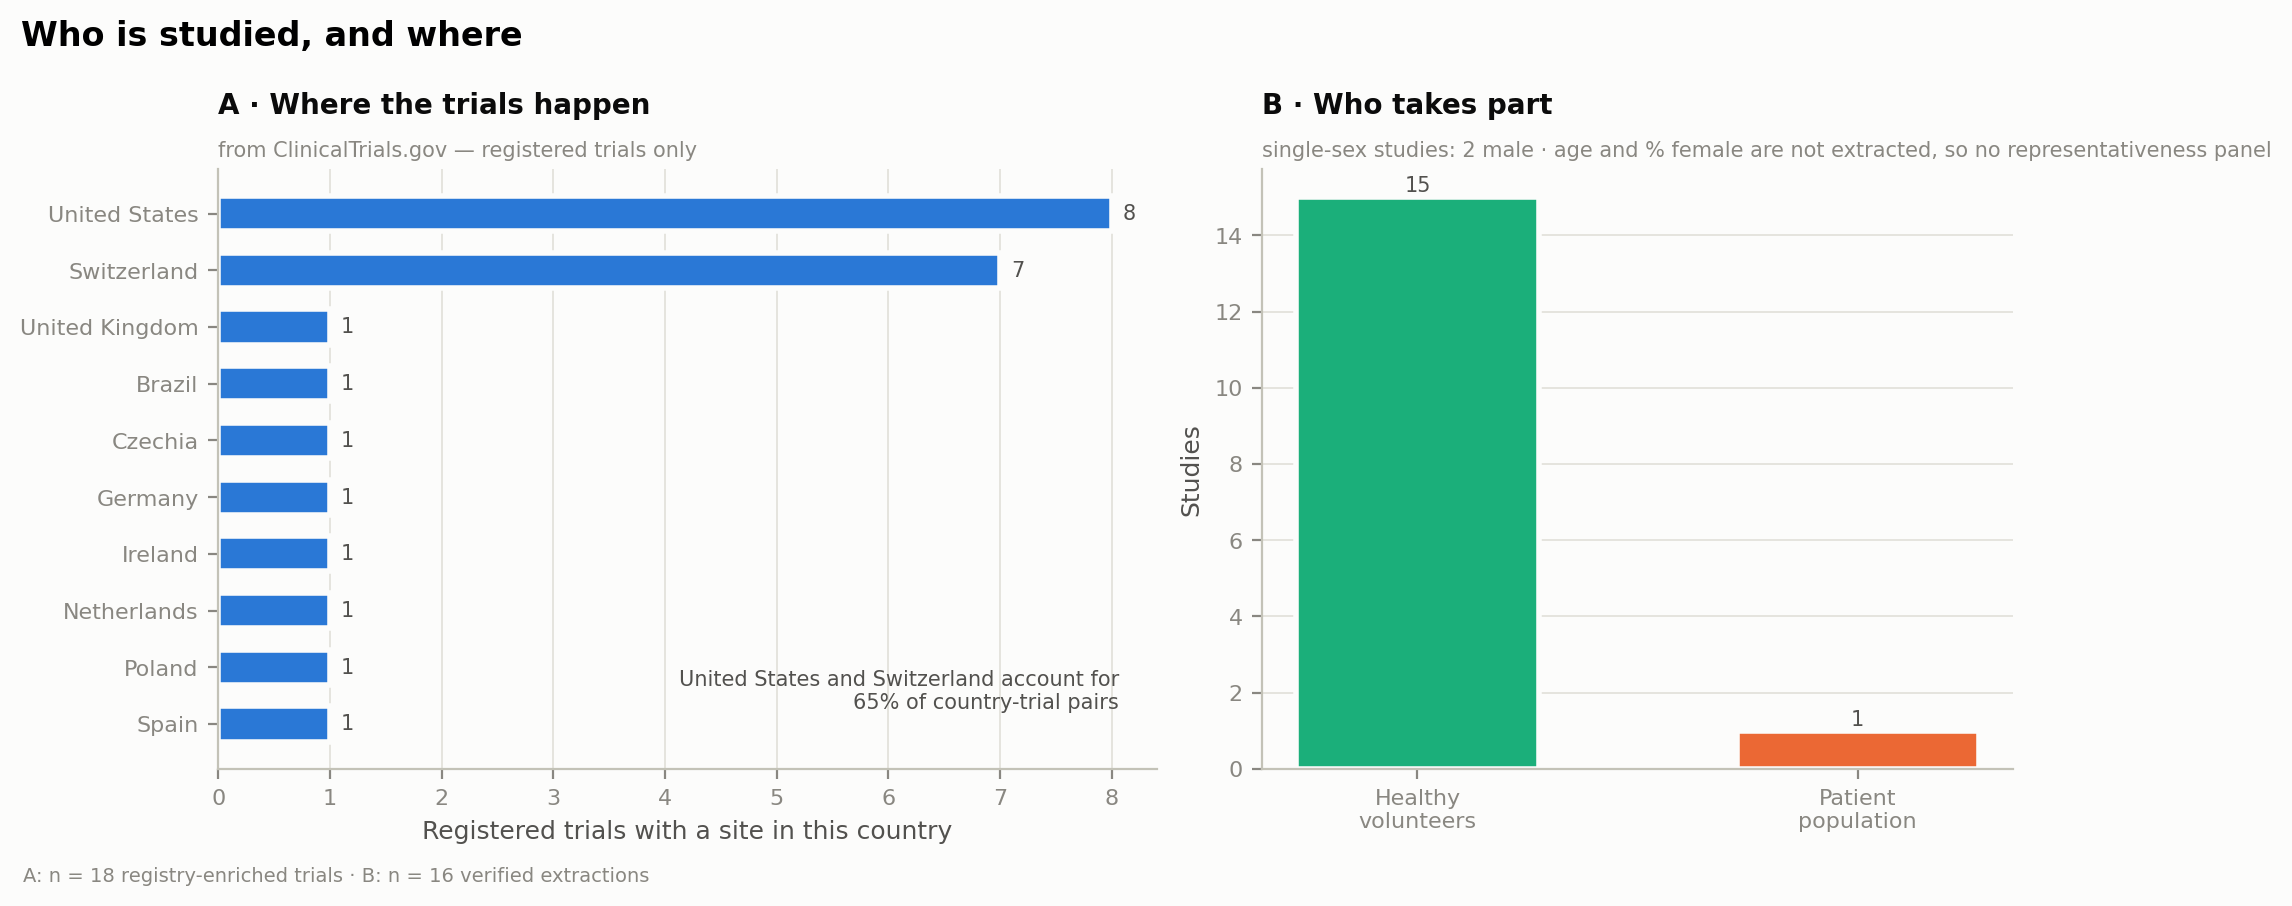 Who is studied, and where
A · Where the trials happen
from ClinicalTrials.gov — registered trials only
United States
8
Switzerland
7
United Kingdom
1
Brazil
1
Czechia
1
Germany
1
Ireland
1
Netherlands
1
Poland
1
Spain
1
United States and Switzerland account for
65% of country-trial pairs
0 1 2 3 4 5 6 7 8
Registered trials with a site in this country
B · Who takes part
single-sex studies: 2 male · age and % female are not extracted, so no representativeness panel
Studies
14
12
10
8
6
4
2
0
15
1
Healthy
volunteers
Patient
population
A: n = 18 registry-enriched trials · B: n = 16 verified extractions